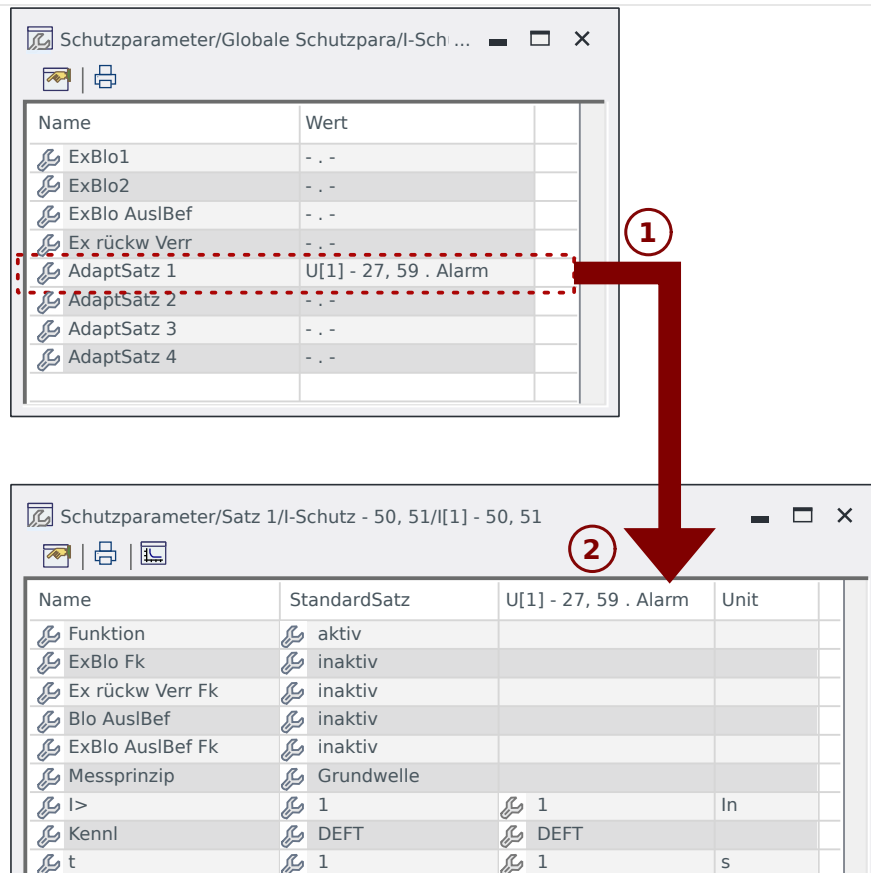 Schutzparameter/Globale Schutzpara/I-Sch ...
Name Wert
ExBlo1 - . -
ExBlo2 - . -
ExBlo AuslBef - . -
Ex rückw Verr - . -
AdaptSatz 1 U[1] - 27, 59 . Alarm
AdaptSatz 2 - . -
AdaptSatz 3 - . -
AdaptSatz 4 - . -
1
Schutzparameter/Satz 1/I-Schutz - 50, 51/I[1] - 50, 51
2
Name StandardSatz U[1] - 27, 59 . Alarm Unit
Funktion aktiv
ExBlo Fk inaktiv
Ex rückw Verr Fk inaktiv
Blo AuslBef inaktiv
ExBlo AuslBef Fk inaktiv
Messprinzip Grundwelle
I> 1 1 In
Kennl DEFT DEFT
t 1 1 s